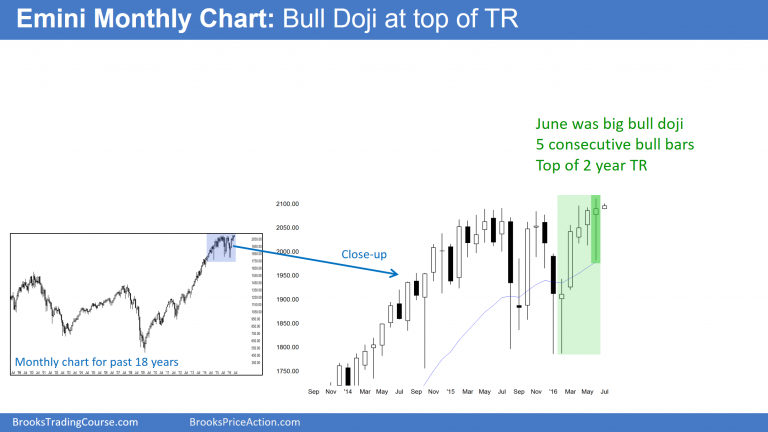 Emini Monthly Chart: Bull Doji at top of TR
June was big bull doji
5 consecutive bull bars
Top of 2 year TR
2100.00
2050.00
2000.00
1950.00
1900.00
1850.00
1800.00
1750.00
Close-up
Monthly chart for past 18 years
Sep Nov '14 Mar May Jul Sep Nov '15 Mar May Jul Sep Nov '16 Mar May Jul
BrooksTradingCourse.com BrooksPriceAction.com